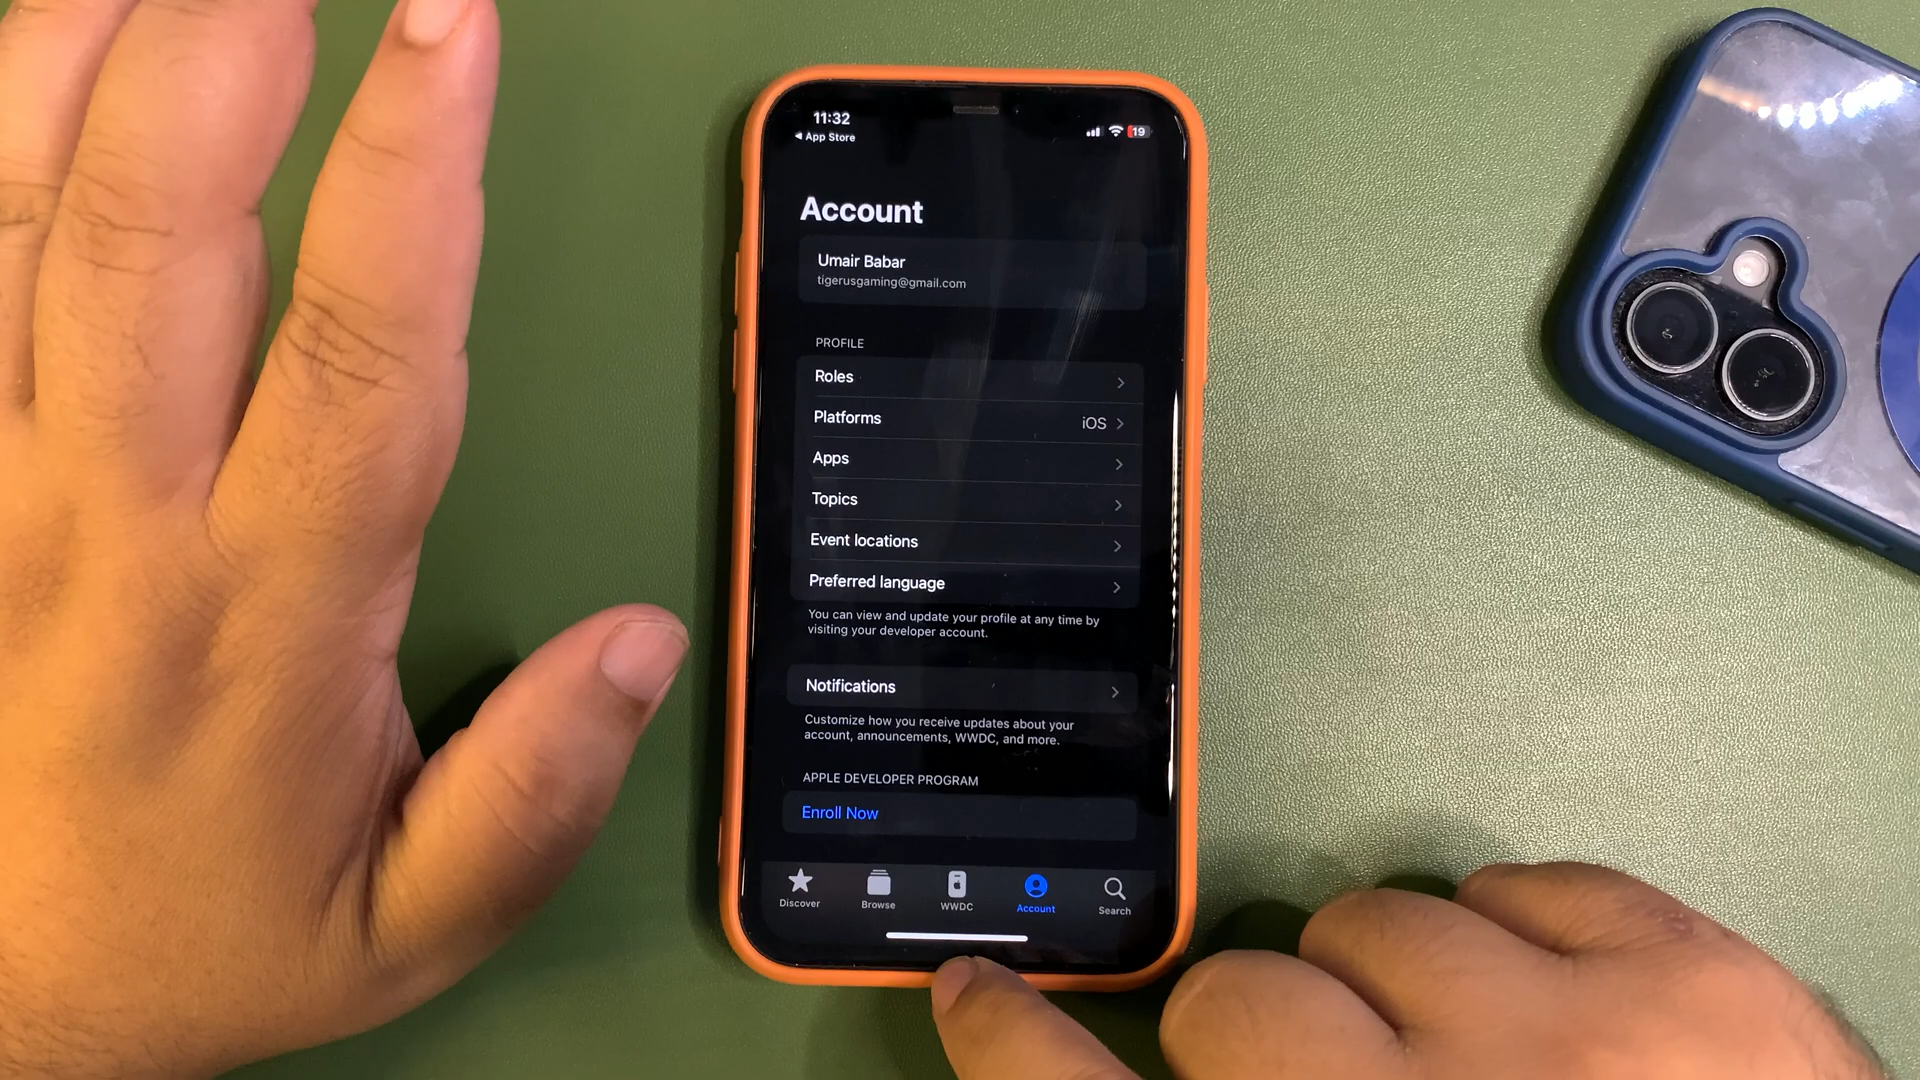 11:32
19
◀ App Store
Account
Umair Babar
tigerusgaming@gmail.com
PROFILE
Roles
Platforms iOS
Apps
Topics
Event locations
Preferred language
You can view and update your profile at any time by
visiting your developer account.
Notifications
Customize how you receive updates about your
account, announcements, WWDC, and more.
APPLE DEVELOPER PROGRAM
Enroll Now
Discover Browse WWDC Account Search